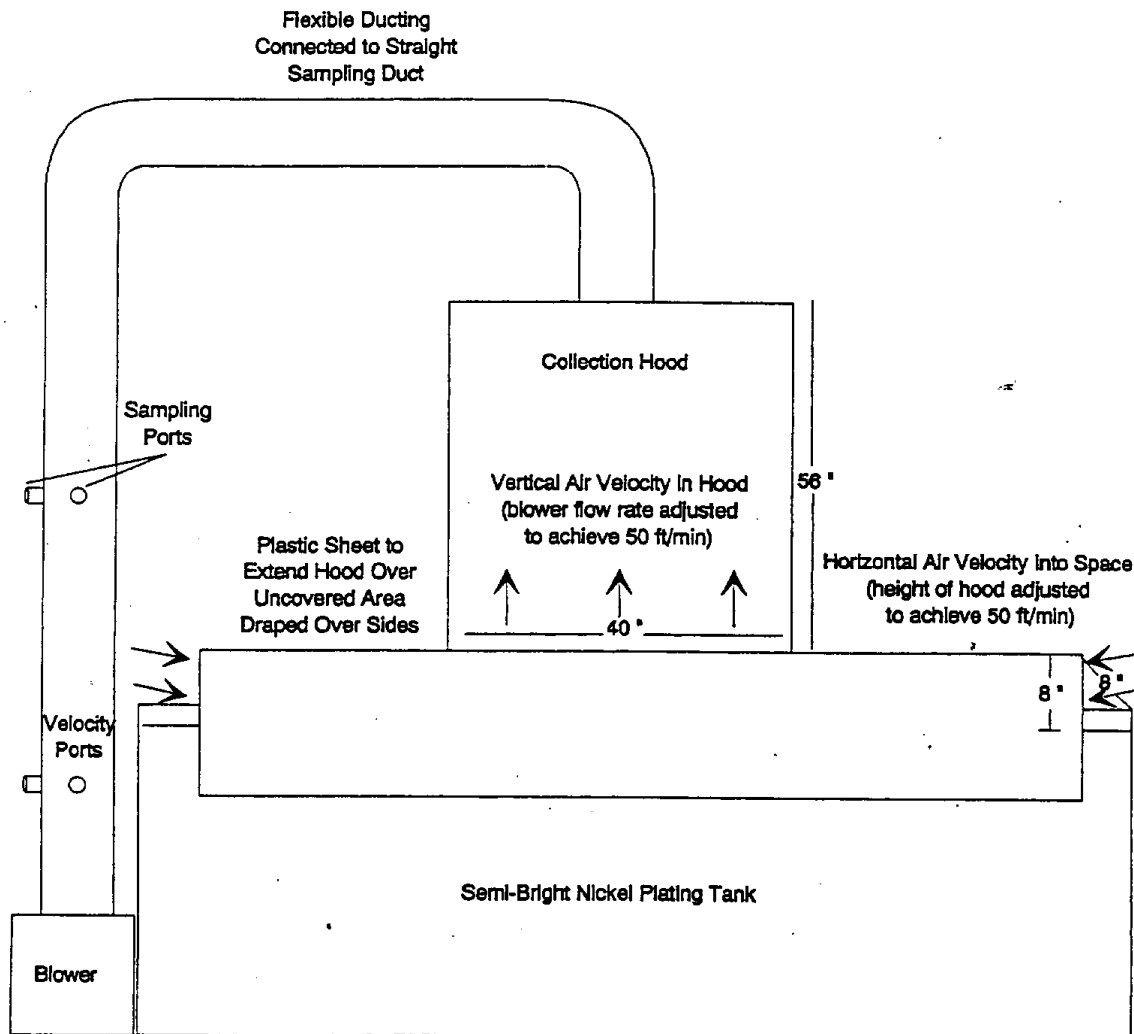 Flexible Ducting
Connected to Straight
Sampling Duct
Collection Hood
Sampling
Ports
Vertical Air Velocity in Hood
(blower flow rate adjusted
to achieve 50 ft/min)
56 "
Plastic Sheet to
Extend Hood Over
Uncovered Area
Draped Over Sides
Horizontal Air Velocity into Space
(height of hood adjusted
to achieve 50 ft/min)
40 "
8 "
8 "
Velocity
Ports
Semi-Bright Nickel Plating Tank
Blower